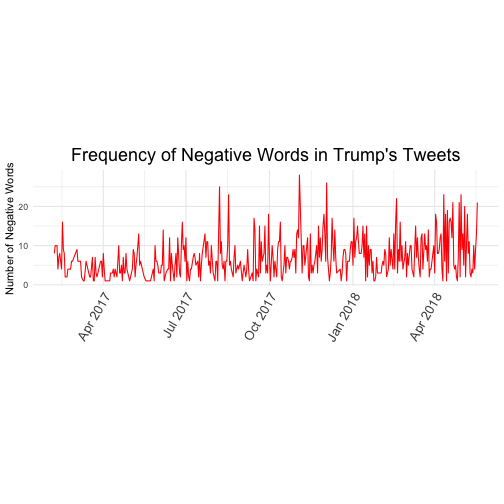 Frequency of Negative Words in Trump's Tweets
Number of Negative Words
20
10
0
Apr 2017
Jul 2017
Oct 2017
Jan 2018
Apr 2018